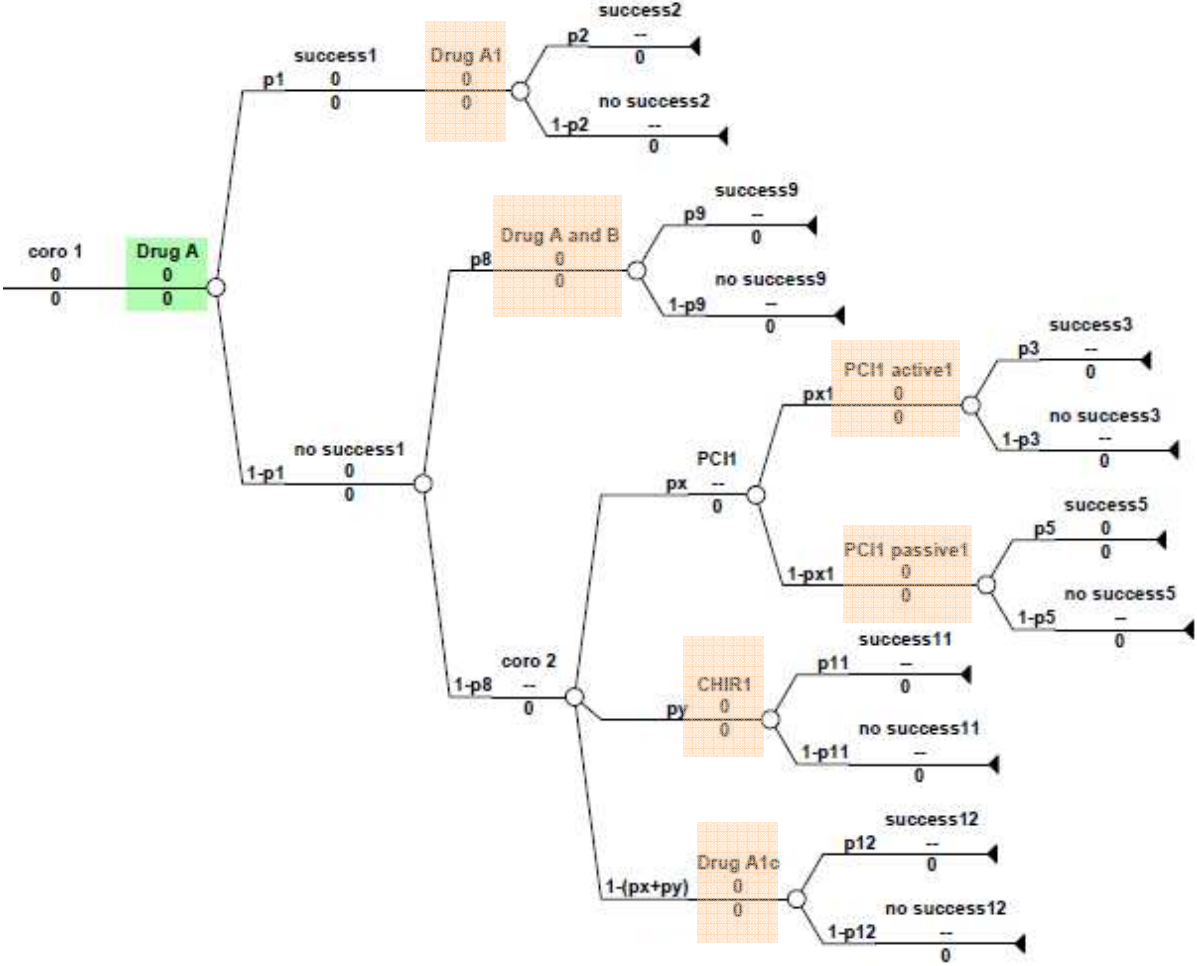 success2
p2 --
0
success1
p1 0
0
Drug A1
0
0
no success2
1-p2 --
0
success9
p9 --
0
Drug A and B
p8 0
0
no success9
1-p9 --
0
coro 1
0
0
Drug A
0
0
success3
p3 --
0
PCI1 active1
px1 0
0
no success3
1-p3 --
0
no success1
1-p1 0
0
PCI1
px --
0
success5
p5 0
0
PCI1 passive1
1-px1 0
0
no success5
1-p5 --
0
coro 2
1-p8 --
0
success11
p11 --
0
CHIR1
py 0
0
no success11
1-p11 --
0
success12
p12 --
0
Drug A1c
1-(px+py) 0
0
no success12
1-p12 --
0